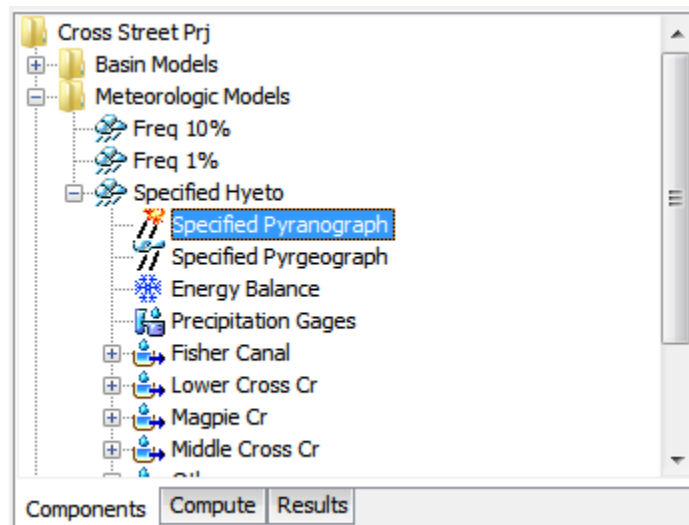 Cross Street Prj
Basin Models
Meteorologic Models
Freq 10%
Freq 1%
Specified Hyeto
Specified Pyranograph
Specified Pyrgeograph
Energy Balance
Precipitation Gages
Fisher Canal
Lower Cross Cr
Magpie Cr
Middle Cross Cr
Components Compute Results